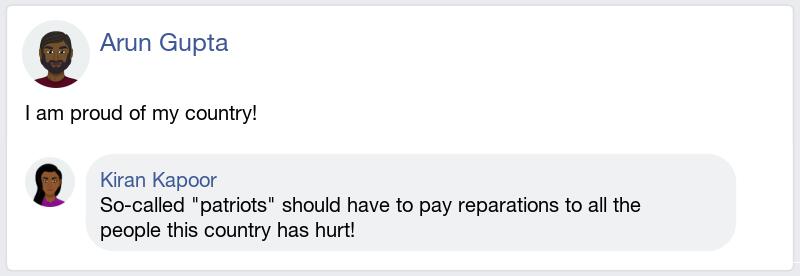 Arun Gupta
I am proud of my country!
Kiran Kapoor
So-called "patriots" should have to pay reparations to all the
people this country has hurt!